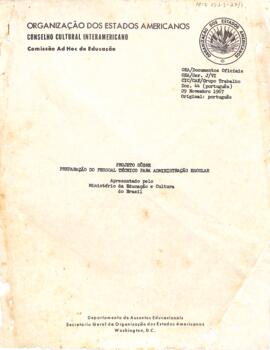 ORGANIZAÇÃO DOS ESTADOS AMERICANOS
CONSELHO CULTURAL INTERAMERICANO
Comissão Ad Hoc de Educação
OEA/Documentos Oficiais
OEA/Ser. J/VI
CIC/CAE/Grupo Trabalho
Doc. 44 (português)
29 Novembro 1967
Original: português
PROJETO SÔBRE
PREPARAÇÃO DO PESSOAL TÉCNICO PARA ADMINISTRAÇÃO ESCOLAR
Apresentado pelo
Ministério da Educação e Cultura
do Brasil
Departamento de Assuntos Educacionais
Secretaria Geral da Organização dos Estados Americanos
Washington, D.C.